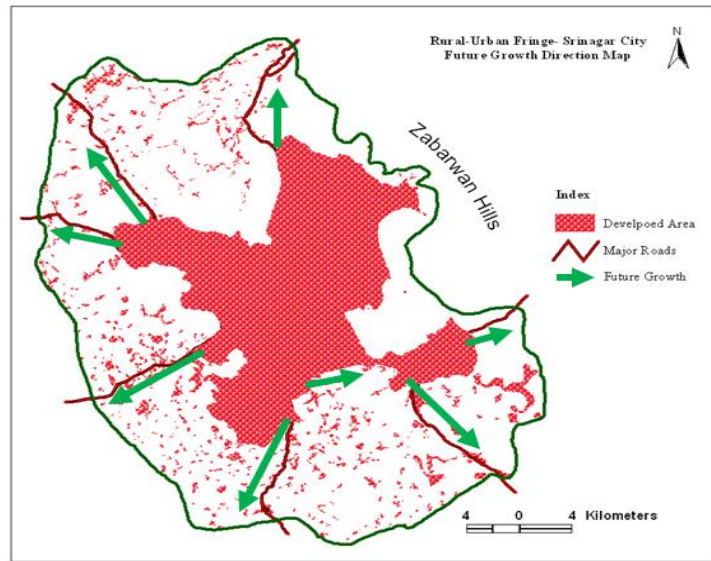 Rural-Urban Fringe- Srinagar City
Future Growth Direction Map
N
Zabarwan Hills
Index
Develpoed Area
Major Roads
Future Growth
4 0 4 Kilometers